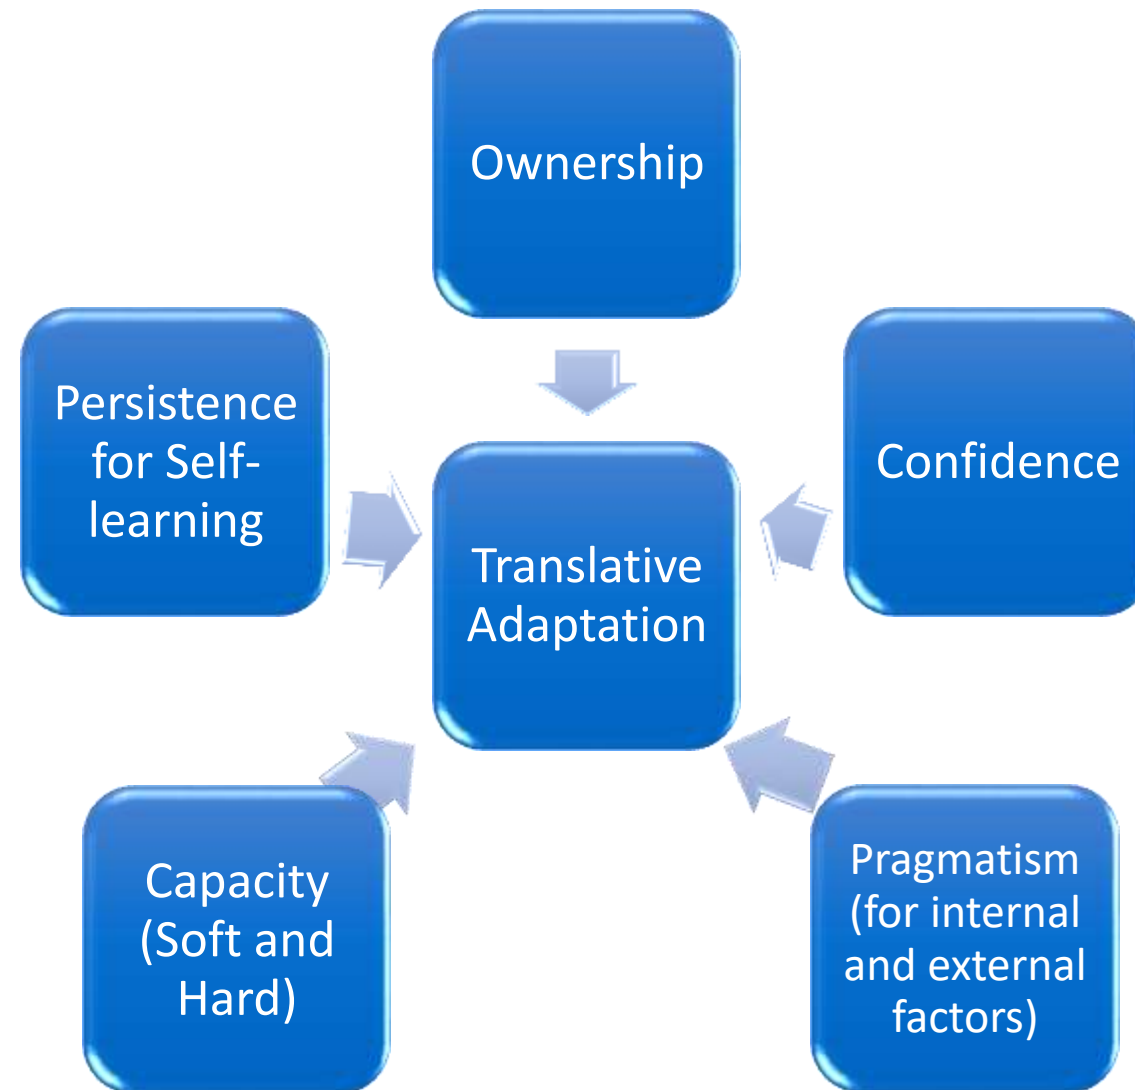 Ownership
Persistence
for Self-
learning
Confidence
Translative
Adaptation
Capacity
(Soft and
Hard)
Pragmatism
(for internal
and external
factors)